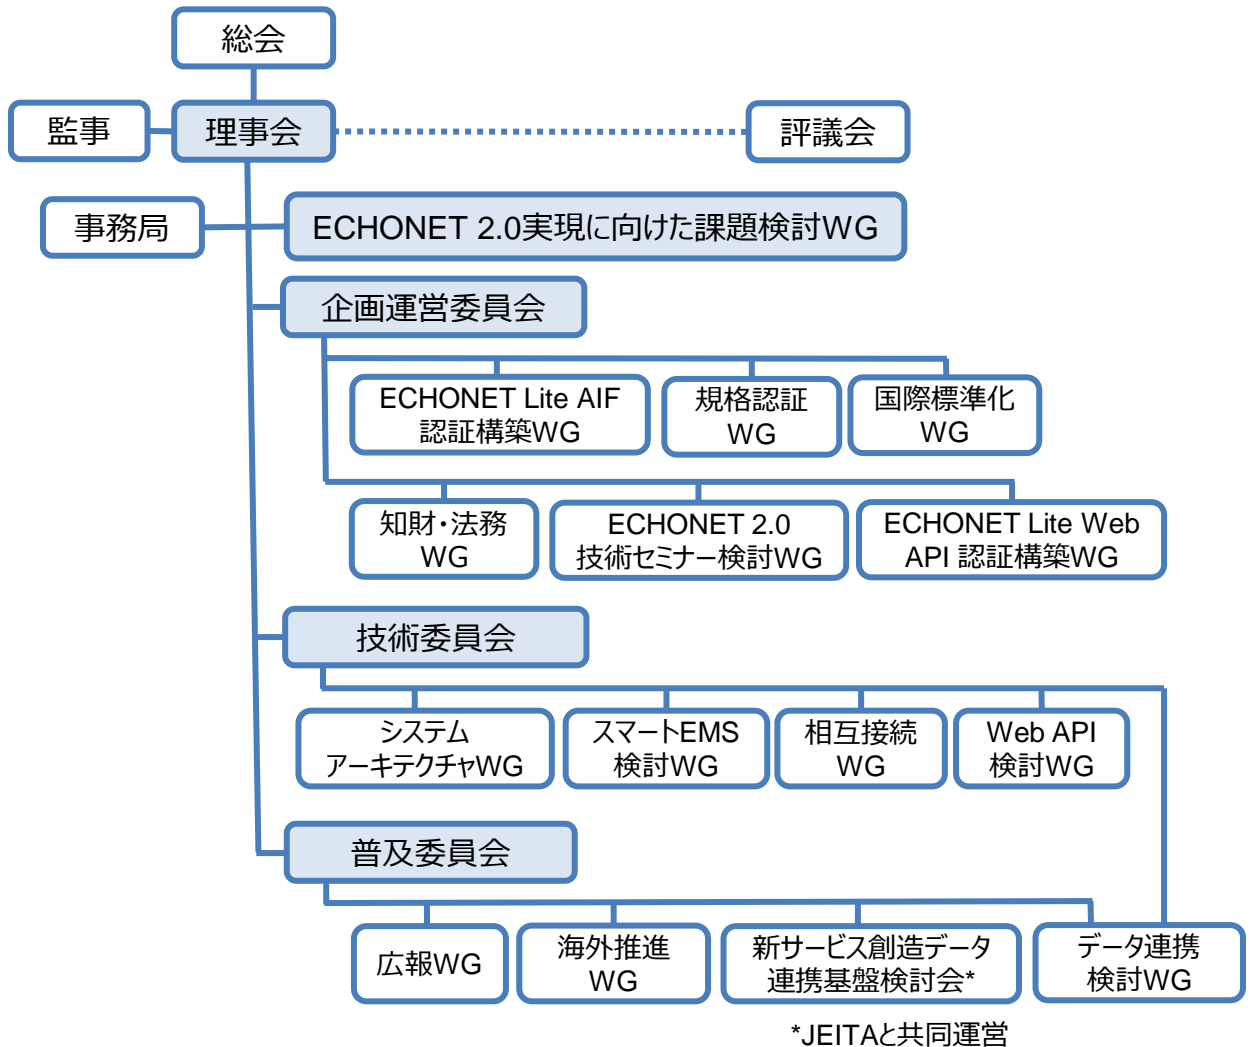 総会
監事
理事会
評議会
事務局
ECHONET 2.0実現に向けた課題検討WG
企画運営委員会
ECHONET Lite AIF
認証構築WG
規格認証
WG
国際標準化
WG
知財・法務
WG
ECHONET 2.0
技術セミナー検討WG
ECHONET Lite Web
API 認証構築WG
技術委員会
システム
アーキテクチャWG
スマートEMS
検討WG
相互接続
WG
Web API
検討WG
普及委員会
広報WG
海外推進
WG
新サービス創造データ
連携基盤検討会*
データ連携
検討WG
*JEITAと共同運営